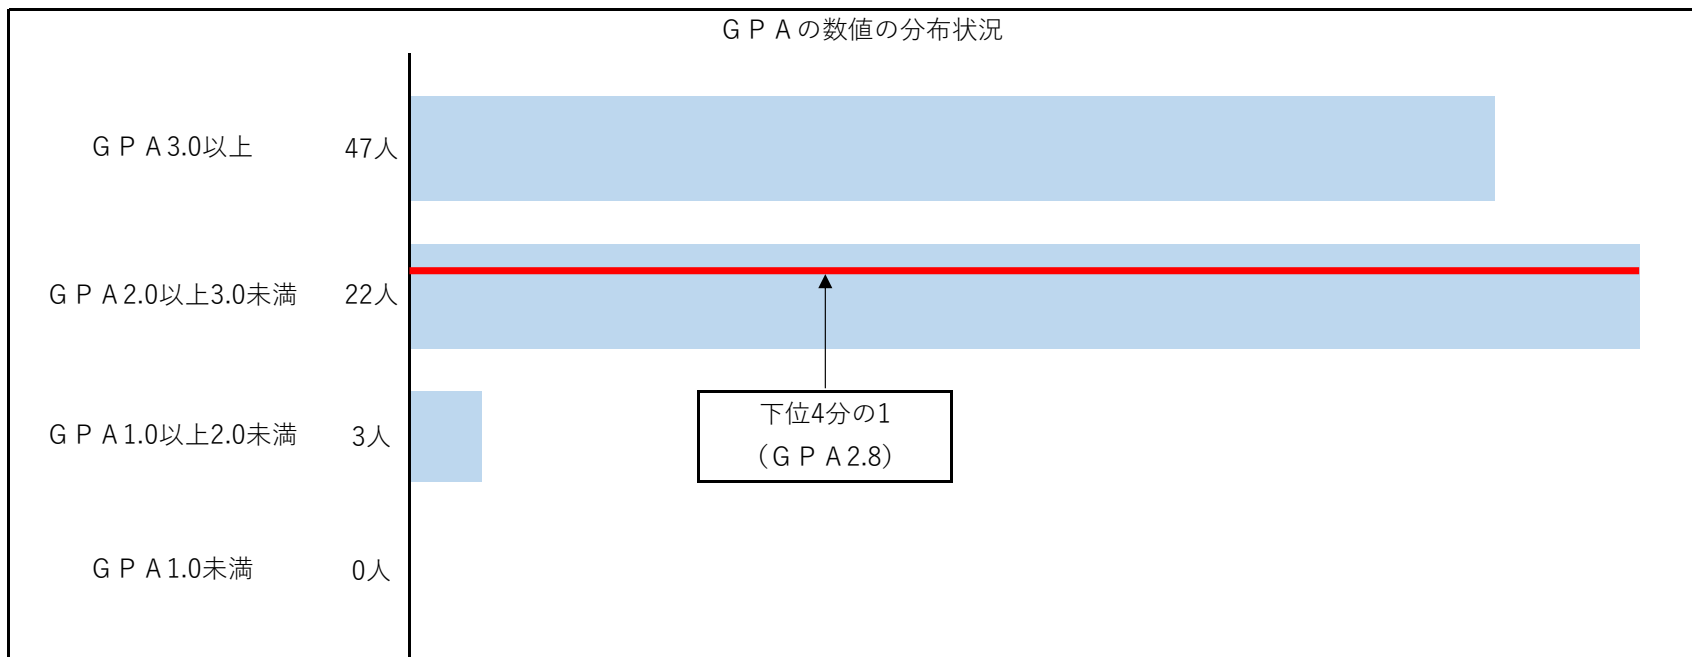 ＧＰＡの数値の分布状況
ＧＰＡ3.0以上 47人
ＧＰＡ2.0以上3.0未満 22人
下位4分の1
（ＧＰＡ2.8）
ＧＰＡ1.0以上2.0未満 3人
ＧＰＡ1.0未満 0人